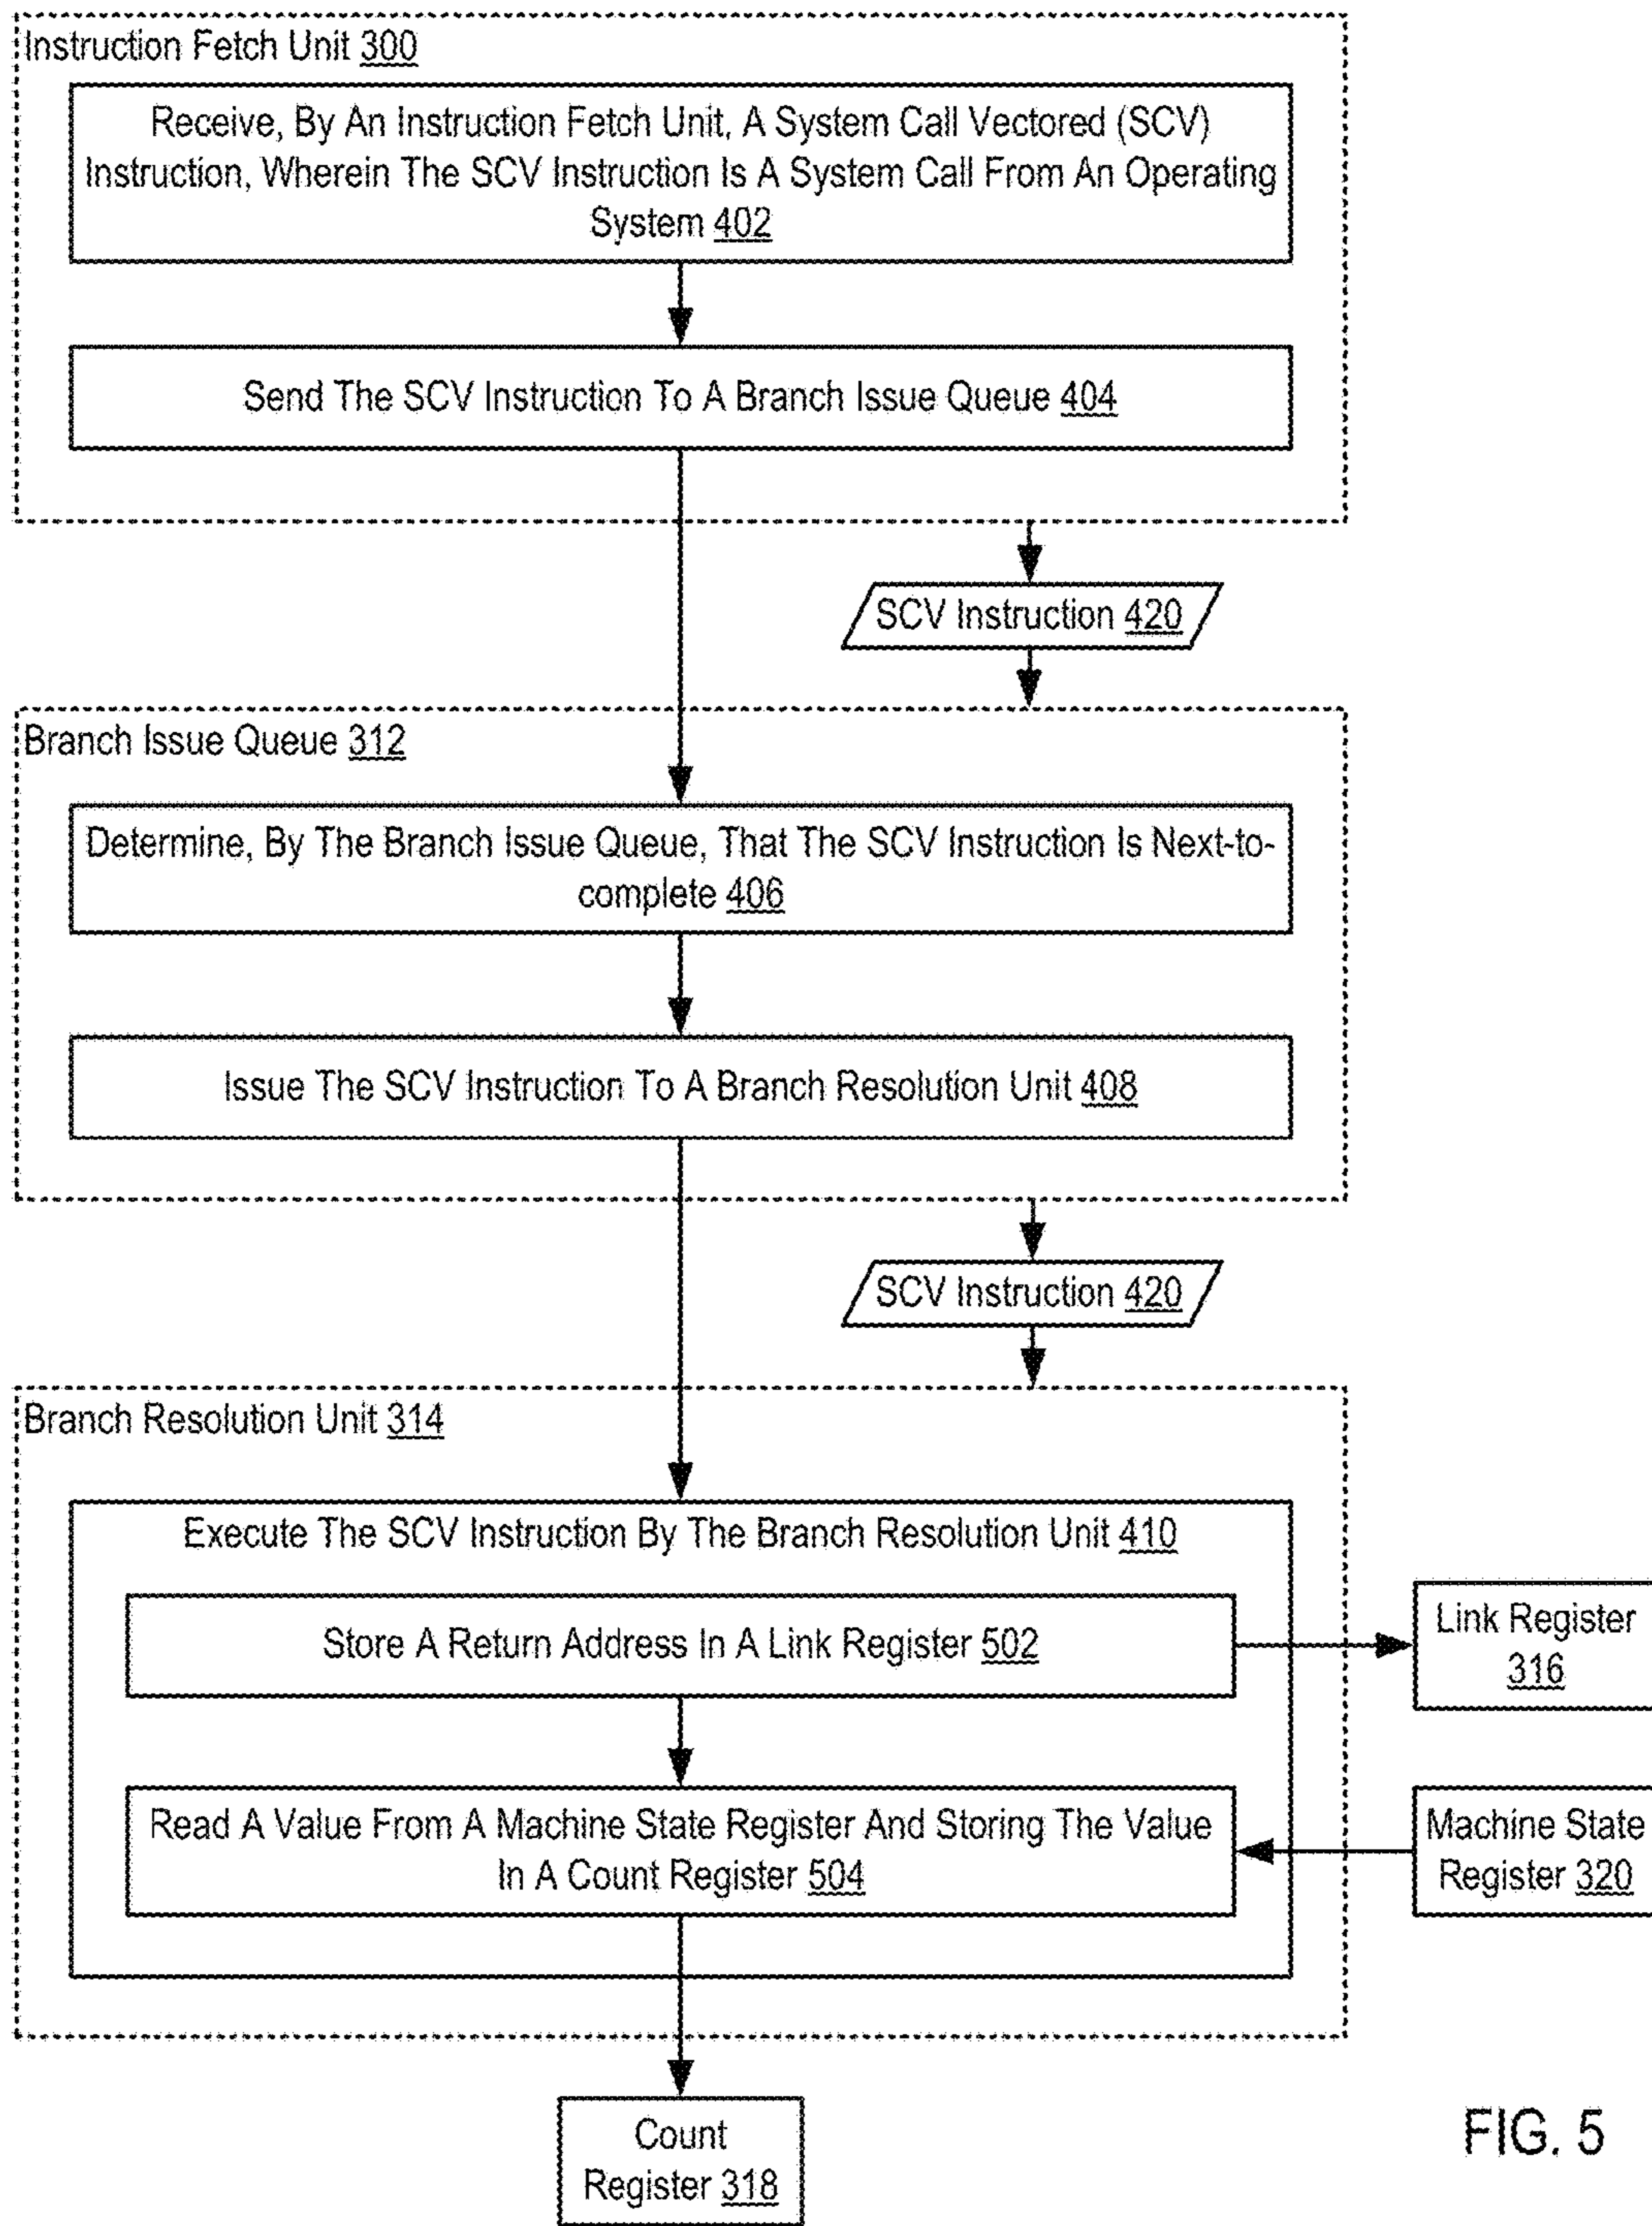 Instruction Fetch Unit 300
Receive, By An Instruction Fetch Unit, A System Call Vectored (SCV)
Instruction, Wherein The SCV Instruction Is A System Call From An Operating
System 402
Send The SCV Instruction To A Branch Issue Queue 404
SCV Instruction 420
Branch Issue Queue 312
Determine, By The Branch Issue Queue, That The SCV Instruction Is Next-to-
complete 406
Issue The SCV Instruction To A Branch Resolution Unit 408
SCV Instruction 420
Branch Resolution Unit 314
Execute The SCV Instruction By The Branch Resolution Unit 410
Store A Return Address In A Link Register 502
Link Register
316
Read A Value From A Machine State Register And Storing The Value
In A Count Register 504
Machine State
Register 320
Count
Register 318
FIG. 5